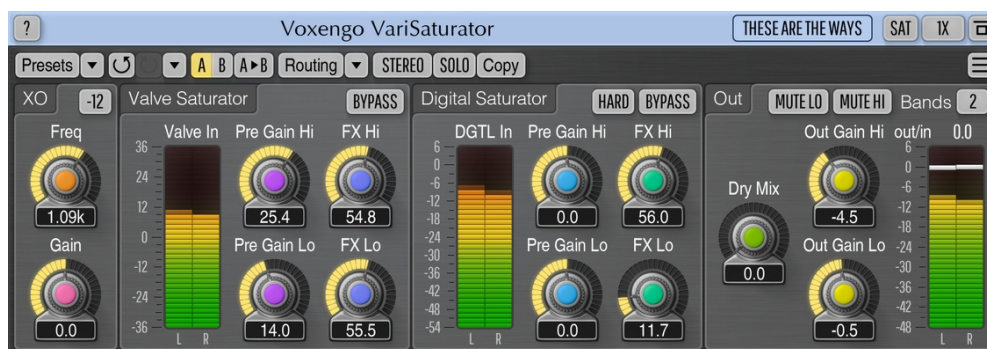 ? Voxengo VariSaturator THESE ARE THE WAYS SAT 1X
Presets A B A▸B Routing STEREO SOLO Copy
XO -12 Valve Saturator BYPASS Digital Saturator HARD BYPASS Out MUTE LO MUTE HI Bands 2
Freq Valve In Pre Gain Hi FX Hi DGTL In Pre Gain Hi FX Hi Out Gain Hi out/in 0.0
36 24 12 0 -12 -24 -36
6 0 -6 -12 -18 -24 -30 -36 -42 -48 -54
6 0 -6 -12 -18 -24 -30 -36 -42 -48
Dry Mix
1.09k 25.4 54.8 0.0 56.0 -4.5
Gain Pre Gain Lo FX Lo Pre Gain Lo FX Lo Out Gain Lo
0.0
0.0 14.0 55.5 0.0 11.7 -0.5
L R L R L R